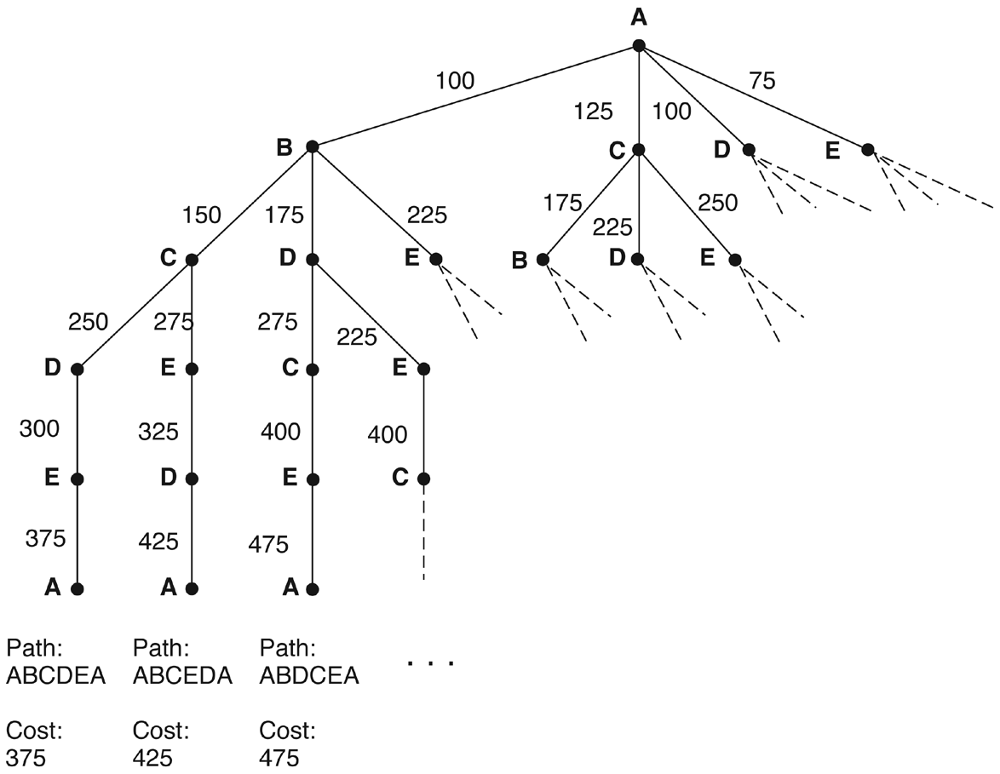 A
100
75
125
100
B
C
D
E
150
175
225
175
225
250
C
D
E
B
D
E
250
275
275
225
D
E
C
E
300
325
400
400
E
D
E
C
375
425
475
A
A
A
Path:
ABCDEA
Path:
ABCEDA
Path:
ABDCEA
. . .
Cost:
375
Cost:
425
Cost:
475